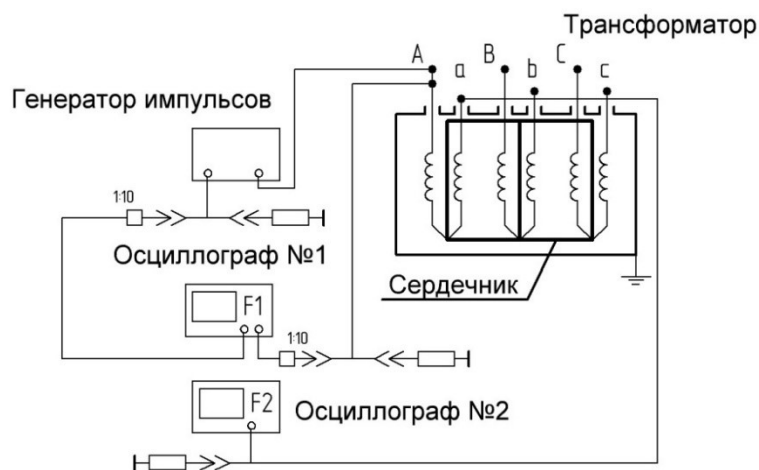 Трансформатор
A
a
B
b
C
c
Генератор импульсов
1:10
Осциллограф №1
Сердечник
F1
1:10
F2
Осциллограф №2